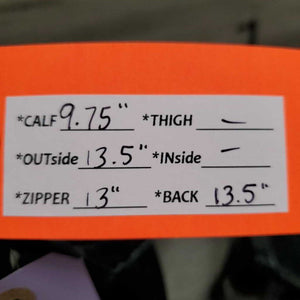 *CALF 9.75" *THIGH —
*OUTside 13.5" *INside —
*ZIPPER 13" *BACK 13.5"